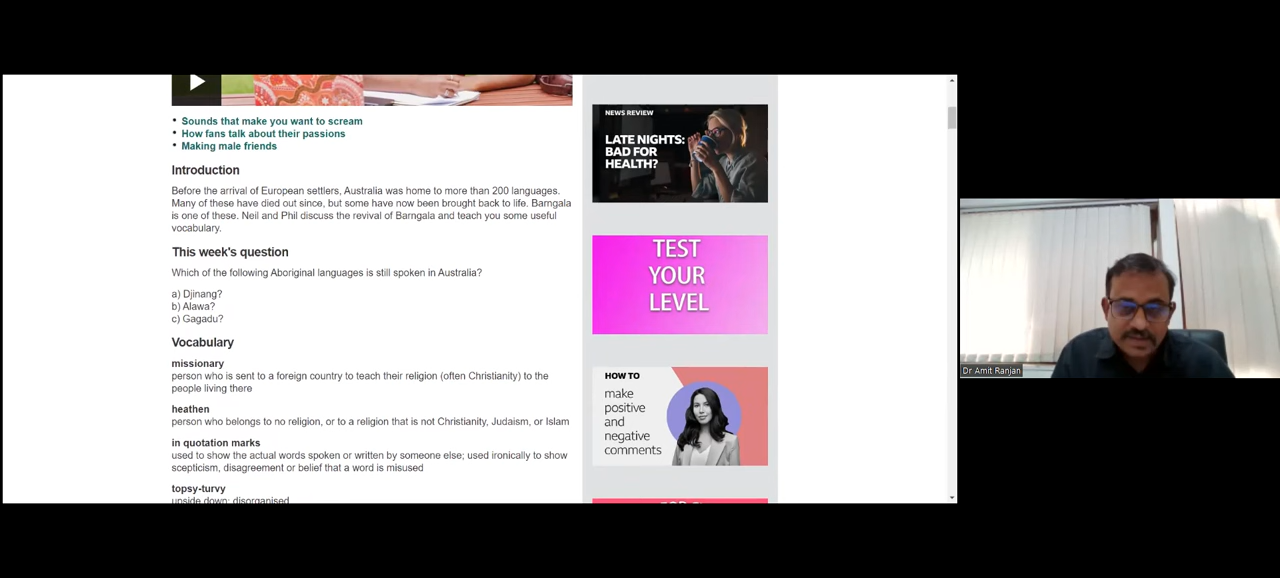 Sounds that make you want to scream
How fans talk about their passions
Making male friends
Introduction
Before the arrival of European settlers, Australia was home to more than 200 languages.
Many of these have died out since, but some have now been brought back to life. Barngala
is one of these. Neil and Phil discuss the revival of Barngala and teach you some useful
vocabulary.
This week's question
Which of the following Aboriginal languages is still spoken in Australia?
a) Djinang?
b) Alawa?
c) Gagadu?
Vocabulary
missionary
person who is sent to a foreign country to teach their religion (often Christianity) to the
people living there
heathen
person who belongs to no religion, or to a religion that is not Christianity, Judaism, or Islam
in quotation marks
used to show the actual words spoken or written by someone else; used ironically to show
scepticism, disagreement or belief that a word is misused
topsy-turvy
upside down; disorganised
NEWS REVIEW
LATE NIGHTS:
BAD FOR
HEALTH?
TEST
YOUR
LEVEL
HOW TO
make
positive
and
negative
comments
Dr Amit Ranjan